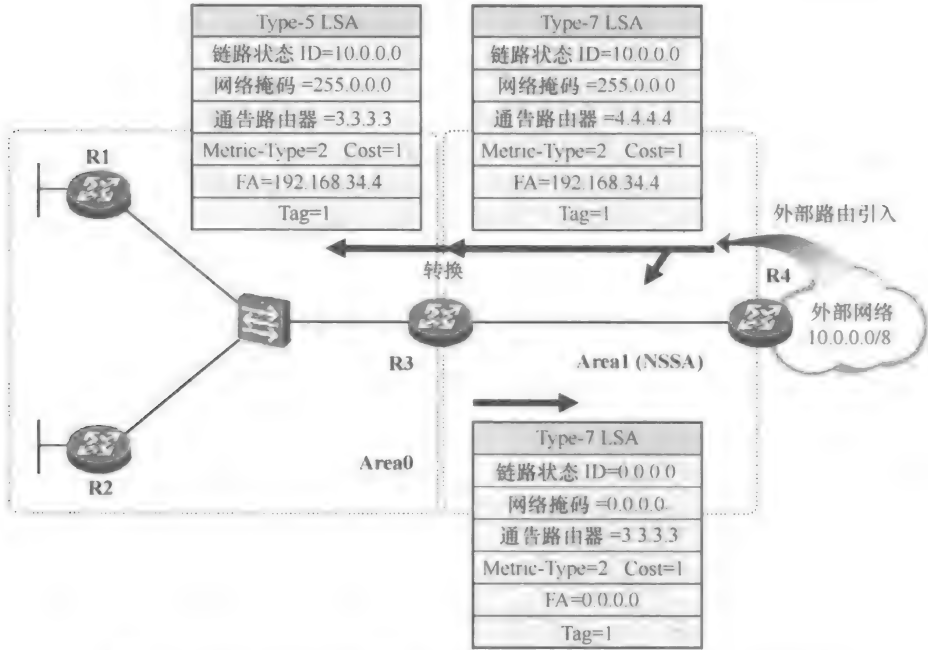 Type-5 LSA
链路状态 ID=10.0.0.0
网络掩码 =255.0.0.0
通告路由器 =3.3.3.3
Metric-Type=2 Cost=1
FA=192.168.34.4
Tag=1
Type-7 LSA
链路状态 ID=10.0.0.0
网络掩码 =255.0.0.0
通告路由器 =4.4.4.4
Metric-Type=2 Cost=1
FA=192.168.34.4
Tag=1
R1
外部路由引入
转换
R4
外部网络
10.0.0.0/8
R3
Area1 (NSSA)
Area0
R2
Type-7 LSA
链路状态 ID=0.0.0.0
网络掩码 =0.0.0.0
通告路由器 =3.3.3.3
Metric-Type=2 Cost=1
FA=0.0.0.0
Tag=1